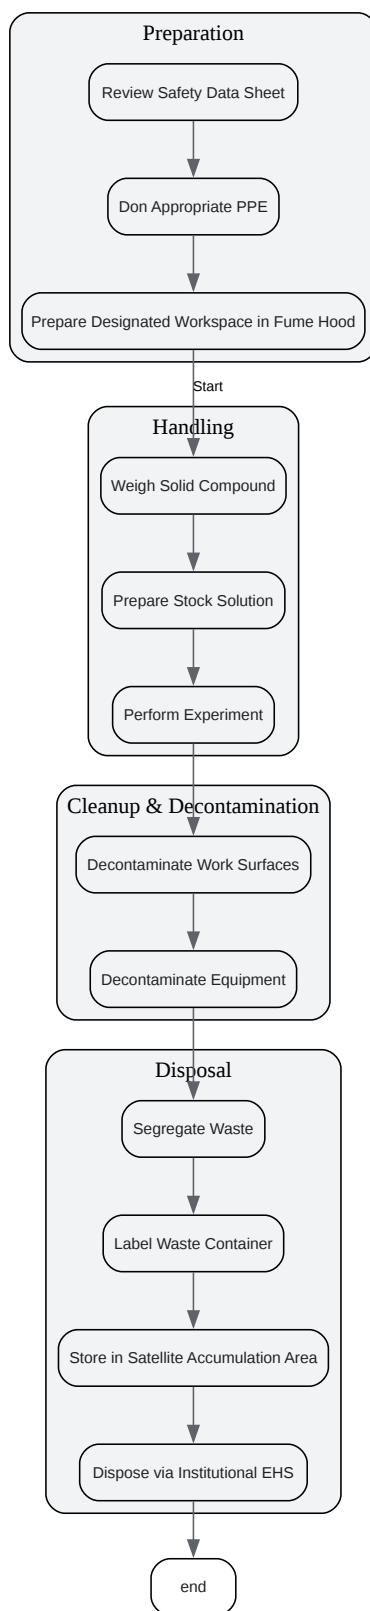 Preparation
Review Safety Data Sheet
Don Appropriate PPE
Prepare Designated Workspace in Fume Hood
Start
Handling
Weigh Solid Compound
Prepare Stock Solution
Perform Experiment
Cleanup & Decontamination
Decontaminate Work Surfaces
Decontaminate Equipment
Disposal
Segregate Waste
Label Waste Container
Store in Satellite Accumulation Area
Dispose via Institutional EHS
end